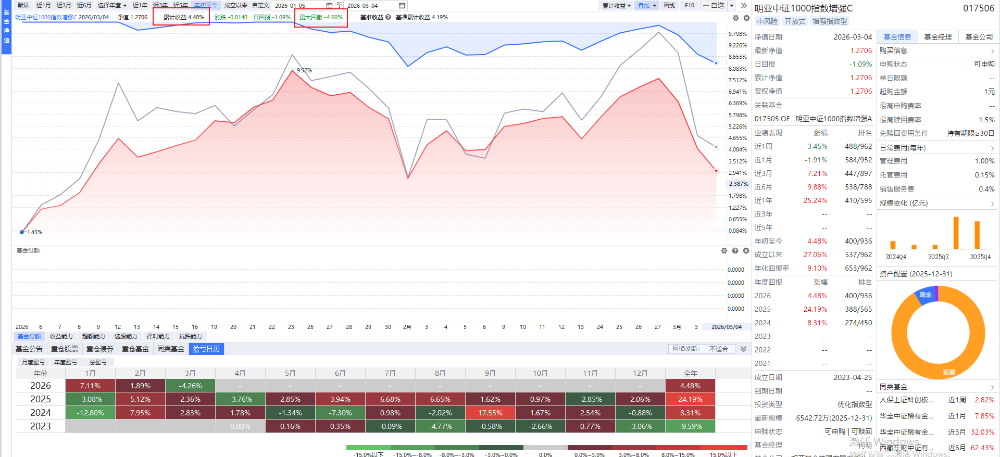 基金净值
默认 近1月 近3月 近6月 选择年度 近1年 近3年 近5年 年初至今 成立以来 自定义 2026-01-05 至 2026-03-04 累计收益 叠加 画线 F10 自选
明亚中证1000指数增强C 2026/03/04 净值 1.2706 累计收益 4.48% 涨跌 -0.0140 日回报 -1.09% 最大回撤 -4.60% 基准收益 基准累计收益 4.19%
9.798%
9.226%
8.655%
8.083%
7.512%
6.941%
6.369%
5.798%
5.226%
4.655%
4.084%
3.512%
2.941%
2.387%
1.798%
1.227%
0.655%
0.084%
9.52%
1.43%
基金份额
0.0000
0.0000
0.0000
0.0000
2026 6 7 8 9 12 13 14 15 16 19 20 21 22 23 26 27 28 29 30 2月 3 4 5 6 9 10 11 12 13 24 25 26 27 3月 3 2026/03/04
基金份额 收益能力 超额能力 选股能力 择时能力 抗跌能力
基金公告 重仓股票 重仓债券 重仓基金 同类基金 盈亏日历 网格诊断: 不适合
月度盈亏 年度盈亏 总盈亏
年份 1月 2月 3月 4月 5月 6月 7月 8月 9月 10月 11月 12月 全年
2026 7.11% 1.89% -4.26% - - - - - - - - - 4.48%
2025 -3.08% 5.12% 2.36% -3.76% 2.85% 3.94% 6.68% 6.65% 1.62% 0.97% -2.85% 2.06% 24.19%
2024 -12.80% 7.95% 2.83% 1.78% -1.34% -7.30% 0.98% -2.02% 17.55% 1.67% 2.54% -0.88% 8.31%
2023 - - - 0.00% 0.16% 0.35% -0.09% -4.77% -0.58% -2.66% 0.77% -3.06% -9.59%
-15.0%以下 -15.0%~-8.0% -8.0%~-3.0% -3.0%~0.0% 0.0% 0.0%~3.0% 3.0%~8.0% 8.0%~15.0% 15.0%以上
明亚中证1000指数增强C 017506
中风险 开放式 增强指数型
净值日期 2026-03-04
最新净值 1.2706
日回报 -1.09%
累计净值 1.2706
复权净值 1.2706
关联基金
017505.OF 明亚中证1000指数增强A
业绩表现 涨幅 排名
近1周 -3.45% 488/962
近1月 -1.91% 584/952
近3月 7.21% 447/897
近6月 9.88% 538/788
近1年 25.24% 410/595
近3年 -- --
近5年 -- --
年初至今 4.48% 400/936
成立以来 27.06% 537/962
年化回报率 9.10% 653/962
年度回报 涨幅 排名
2026 4.48% 400/936
2025 24.19% 388/565
2024 8.31% 274/450
2023 -- --
2022 -- --
2021 -- --
成立日期 2023-04-25
到期日期 --
投资类型 优化指数型
最新规模 6542.72万(2025-12-31)
申赎状态 可申购 | 可赎回
基金经理 何明
基金信息 基金经理 基金公司
购买信息
申购状态 可申购
单日限额 --
起购金额 1元
最高申购费率 --
最高赎回费率 1.5%
免赎回费用条件 持有期限≥30日
日常费用(每年)
管理费用 1.00%
托管费用 0.15%
销售服务费 0.4%
规模变化 (亿元)
2024Q4 2025Q2 2025Q4
资产配置 (2025-12-31)
现金
股票
同类基金
人保上证科创板... 近1周 2.82%
华宝中证稀有金... 近1月 7.85%
华宝中证稀有金... 近3月 32.03%
西藏东财中证有... 近6月 62.43%
激活 Windows
转到"设置"以激活 Windows。